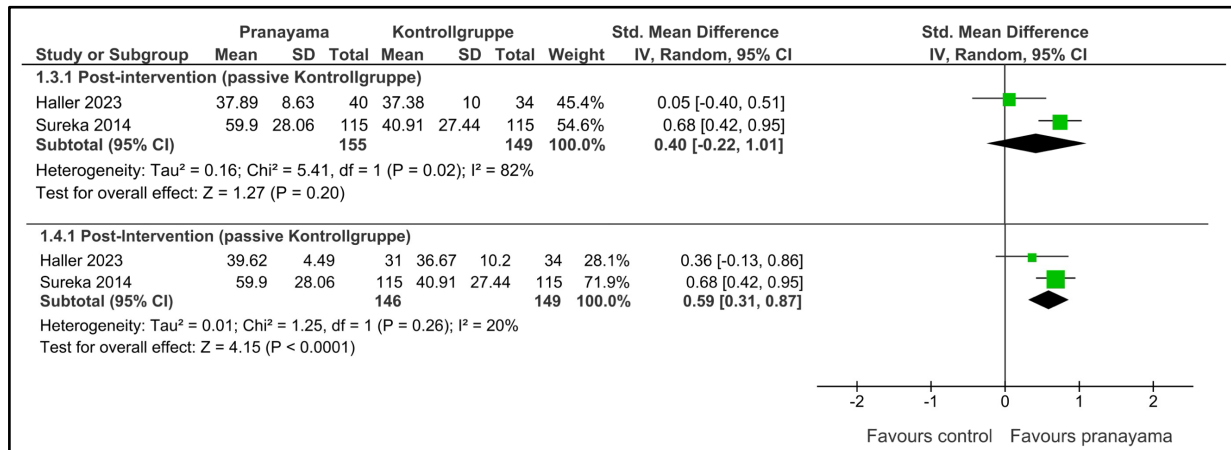 Pranayama Kontrollgruppe Std. Mean Difference Std. Mean Difference
Study or Subgroup Mean SD Total Mean SD Total Weight IV, Random, 95% CI IV, Random, 95% CI
1.3.1 Post-intervention (passive Kontrollgruppe)
Haller 2023 37.89 8.63 40 37.38 10 34 45.4% 0.05 [-0.40, 0.51]
Sureka 2014 59.9 28.06 115 40.91 27.44 115 54.6% 0.68 [0.42, 0.95]
Subtotal (95% CI) 155 149 100.0% 0.40 [-0.22, 1.01]
Heterogeneity: Tau² = 0.16; Chi² = 5.41, df = 1 (P = 0.02); I² = 82%
Test for overall effect: Z = 1.27 (P = 0.20)
1.4.1 Post-Intervention (passive Kontrollgruppe)
Haller 2023 39.62 4.49 31 36.67 10.2 34 28.1% 0.36 [-0.13, 0.86]
Sureka 2014 59.9 28.06 115 40.91 27.44 115 71.9% 0.68 [0.42, 0.95]
Subtotal (95% CI) 146 149 100.0% 0.59 [0.31, 0.87]
Heterogeneity: Tau² = 0.01; Chi² = 1.25, df = 1 (P = 0.26); I² = 20%
Test for overall effect: Z = 4.15 (P < 0.0001)
-2 -1 0 1 2
Favours control Favours pranayama